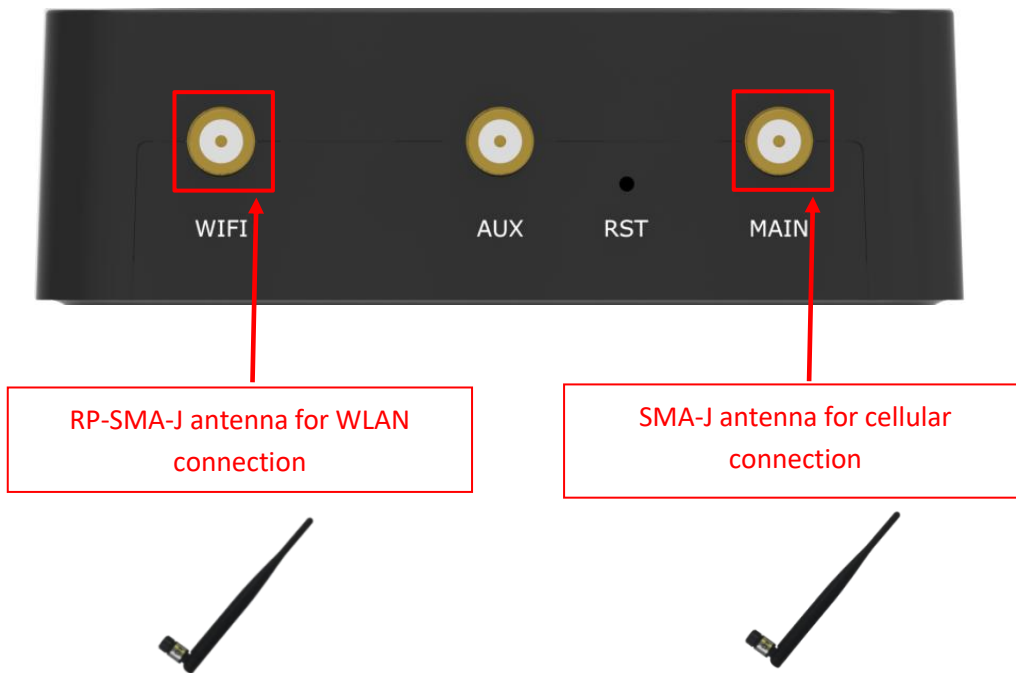 WIFI
AUX
RST
MAIN
RP-SMA-J antenna for WLAN
connection
SMA-J antenna for cellular
connection